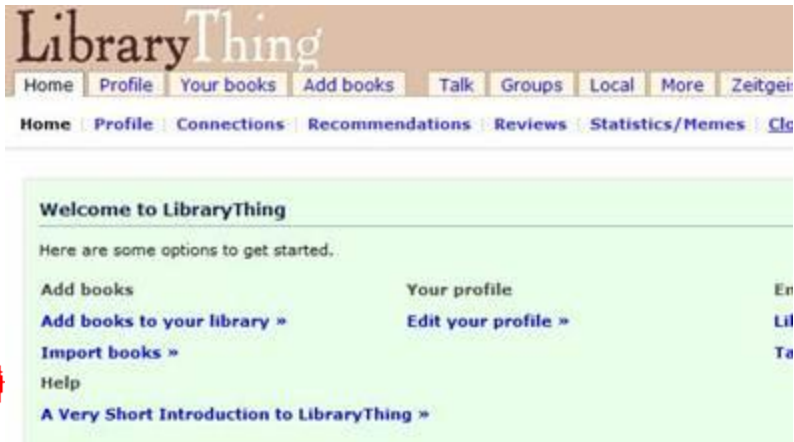 LibraryThing
Home Profile Your books Add books Talk Groups Local More
Home Profile Connections Recommendations Reviews Statistics/Memes
Welcome to LibraryThing
Here are some options to get started.
Add books Your profile
Add books to your library » Edit your profile »
Import books »
Help
A Very Short Introduction to LibraryThing »